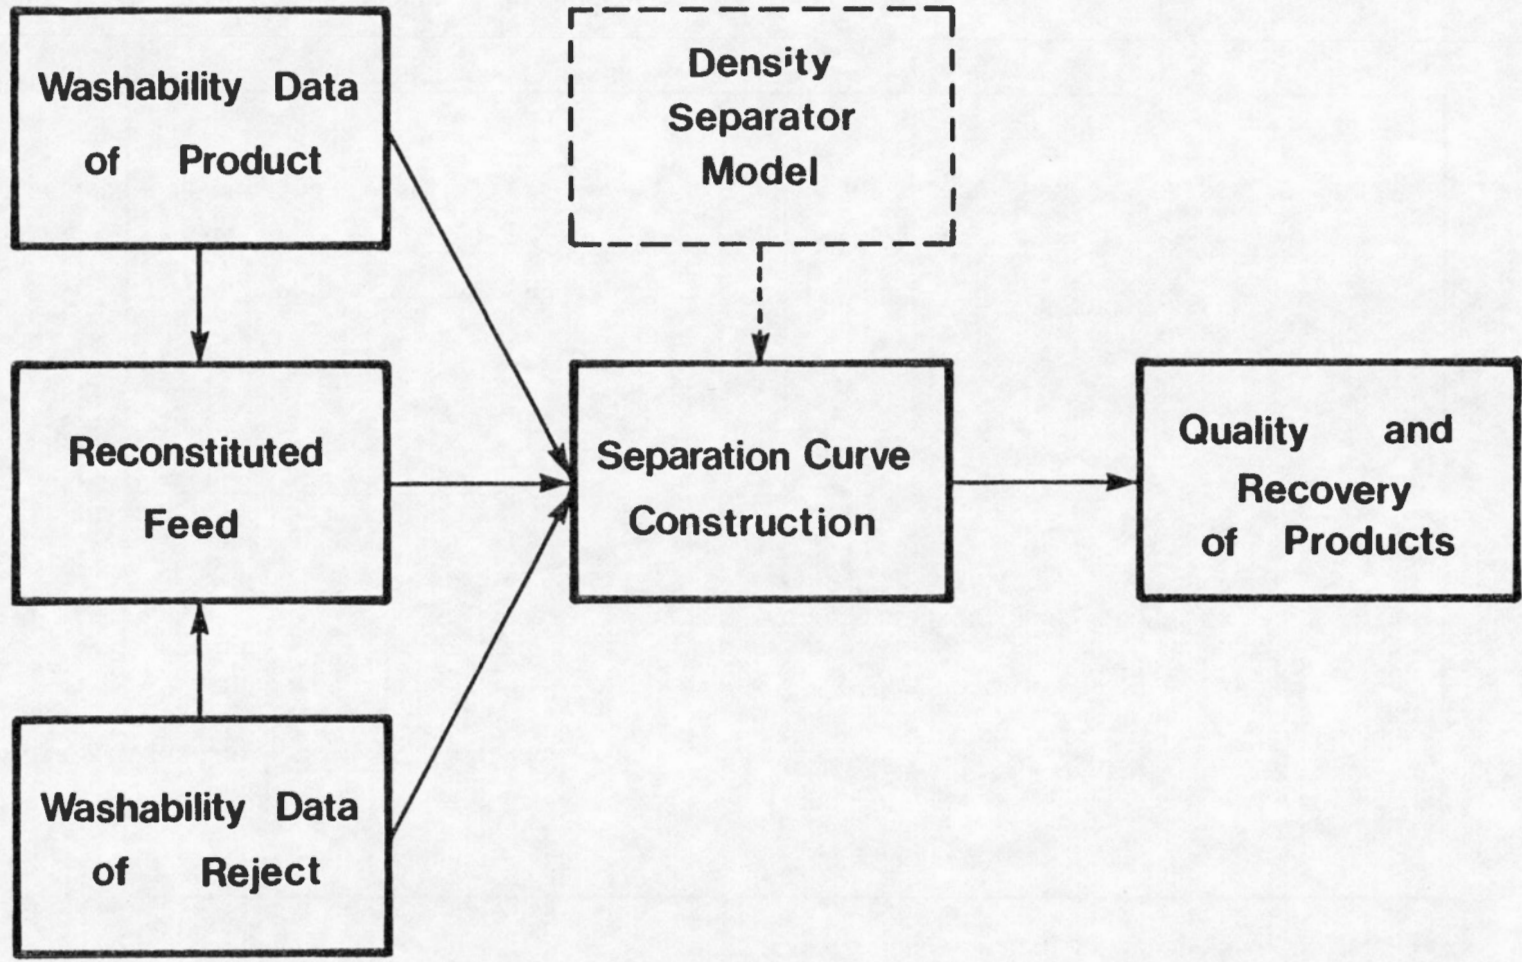 Washability Data
of Product
Density
Separator
Model
Reconstituted
Feed
Separation Curve
Construction
Quality and
Recovery
of Products
Washability Data
of Reject